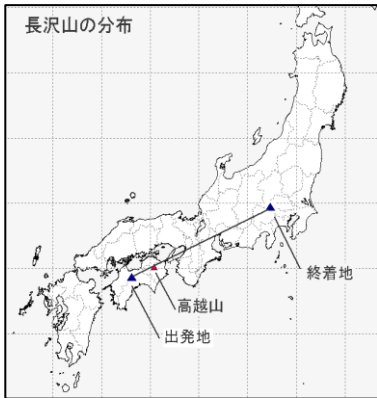 長沢山の分布
終着地
高越山
出発地